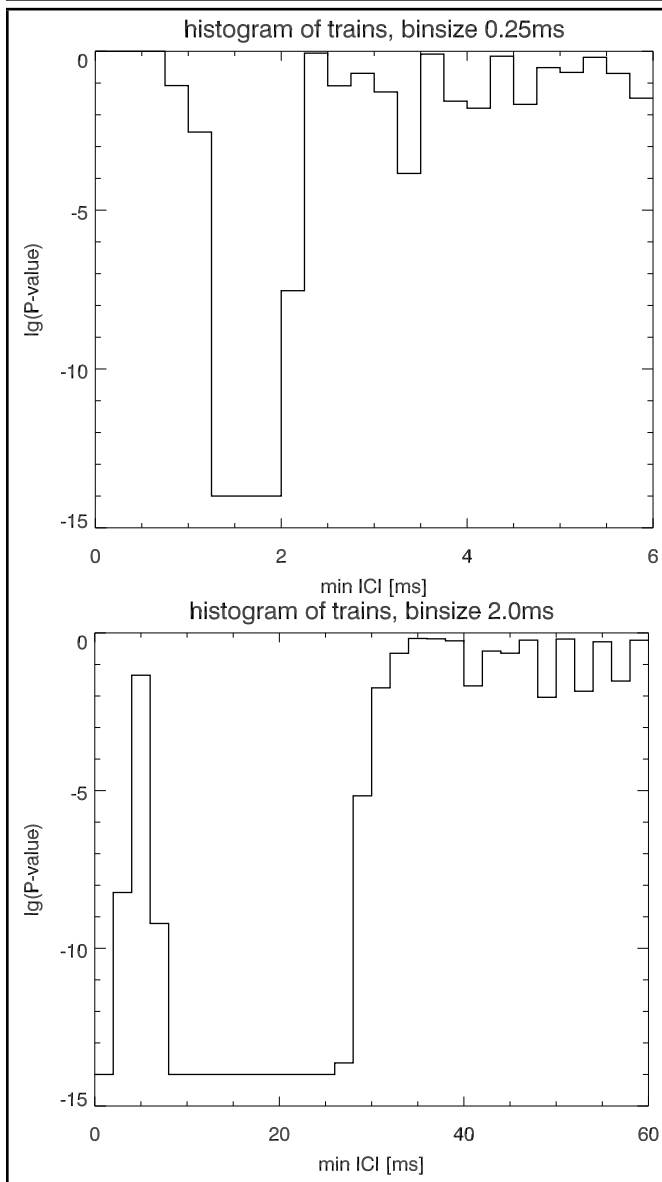 histogram of trains, binsize 0.25ms
0
-5
-10
-15
lg(P-value)
0 2 4 6
min ICI [ms]
histogram of trains, binsize 2.0ms
0
-5
-10
-15
lg(P-value)
0 20 40 60
min ICI [ms]